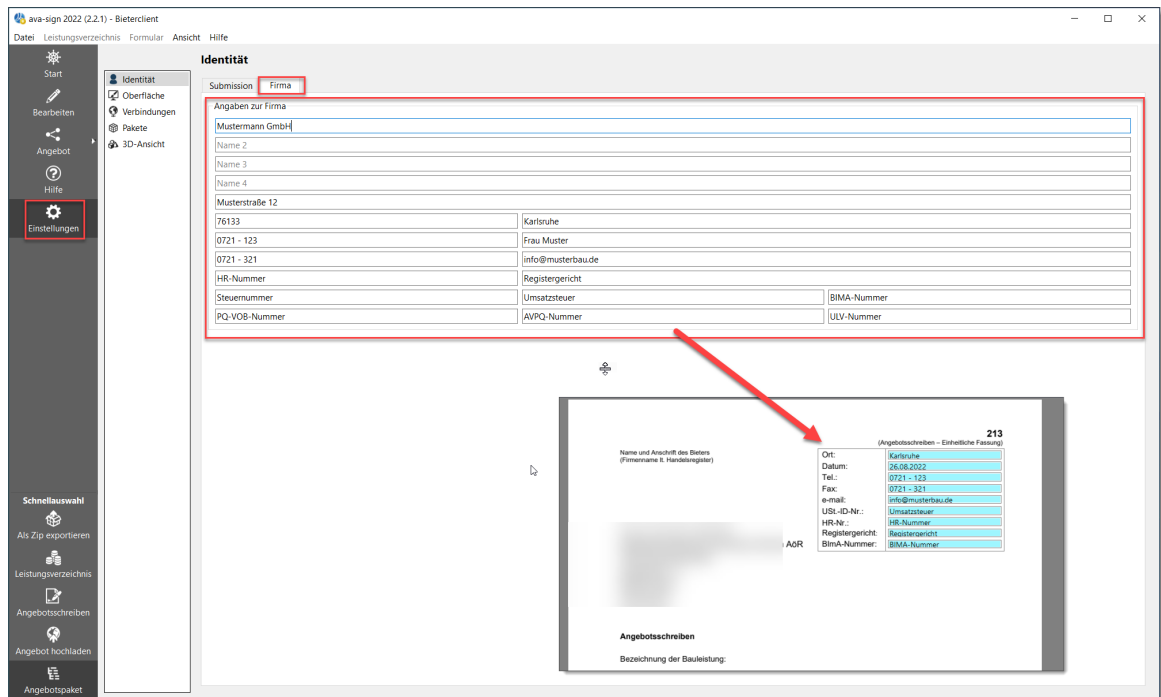 ava-sign 2022 (2.2.1) - Bieterclient
Datei Leistungsverzeichnis Formular Ansicht Hilfe
Start
Bearbeiten
Angebot
Hilfe
Einstellungen
Schnellauswahl
Als Zip exportieren
Leistungsverzeichnis
Angebotsschreiben
Angebot hochladen
Angebotspaket
Identität
Oberfläche
Verbindungen
Pakete
3D-Ansicht
Identität
Submission Firma
Angaben zur Firma
Mustermann GmbH
Name 2
Name 3
Name 4
Musterstraße 12
76133 Karlsruhe
0721 - 123 Frau Muster
0721 - 321 info@musterbau.de
HR-Nummer Registergericht
Steuernummer Umsatzsteuer BIMA-Nummer
PQ-VOB-Nummer AVPQ-Nummer ULV-Nummer
213
(Angebotsschreiben – Einheitliche Fassung)
Name und Anschrift des Bieters
(Firmenname lt. Handelsregister)
Ort: Karlsruhe
Datum: 26.08.2022
Tel.: 0721 - 123
Fax: 0721 - 321
e-mail: info@musterbau.de
USt.-ID-Nr.: Umsatzsteuer
HR-Nr.: HR-Nummer
Registergericht: Registergericht
BImA-Nummer: BIMA-Nummer
AöR
Angebotsschreiben
Bezeichnung der Bauleistung: